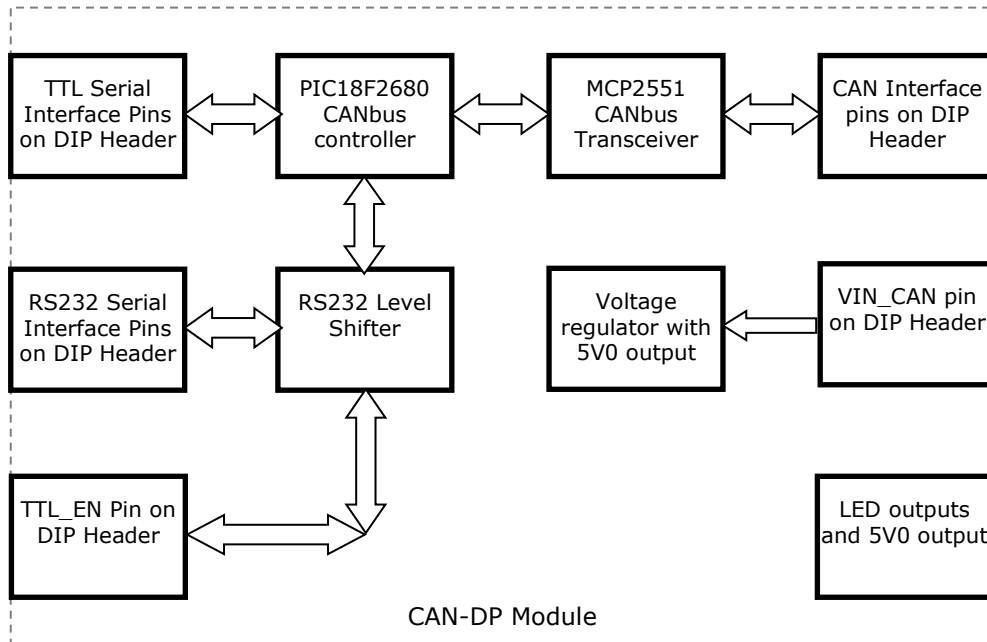 TTL Serial
Interface Pins
on DIP Header
PIC18F2680
CANbus
controller
MCP2551
CANbus
Transceiver
CAN Interface
pins on DIP
Header
RS232 Serial
Interface Pins
on DIP Header
RS232 Level
Shifter
Voltage
regulator with
5V0 output
VIN_CAN pin
on DIP Header
TTL_EN Pin on
DIP Header
LED outputs
and 5V0 output
CAN-DP Module